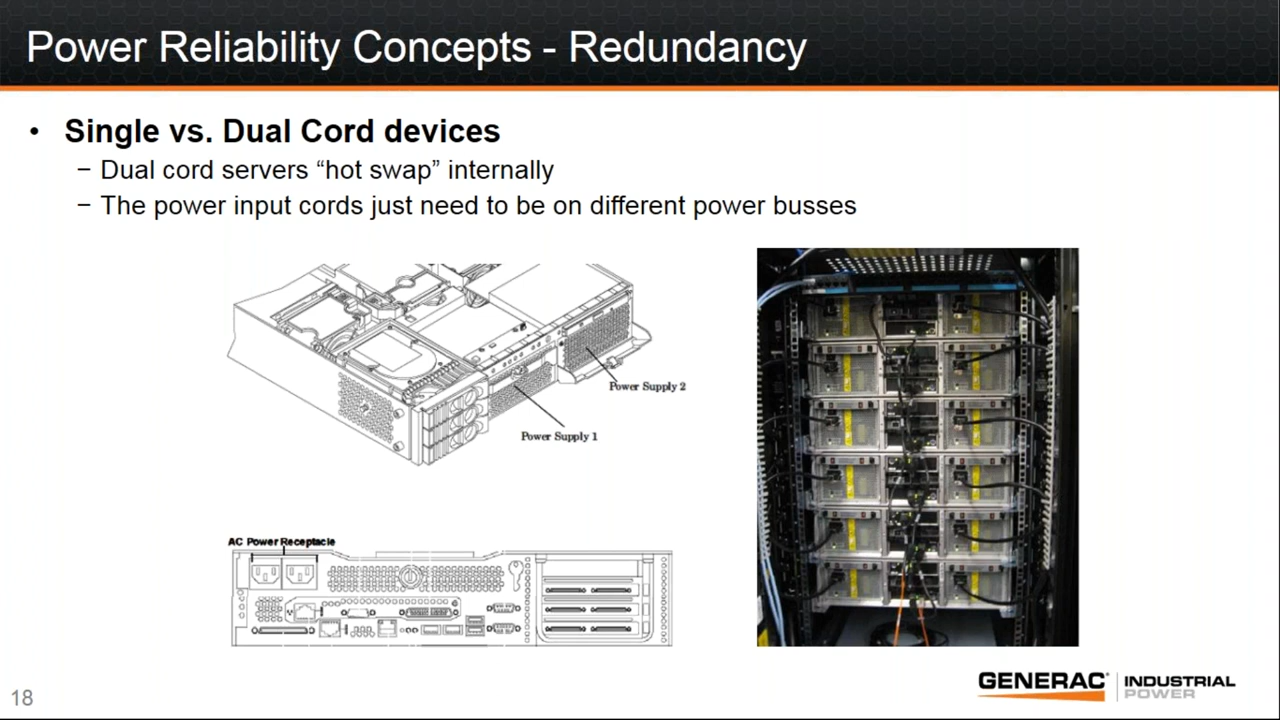 Power Reliability Concepts - Redundancy
• Single vs. Dual Cord devices
− Dual cord servers “hot swap” internally
− The power input cords just need to be on different power busses
Power Supply 2
Power Supply 1
AC Power Receptacle
18
GENERAC® INDUSTRIAL
POWER